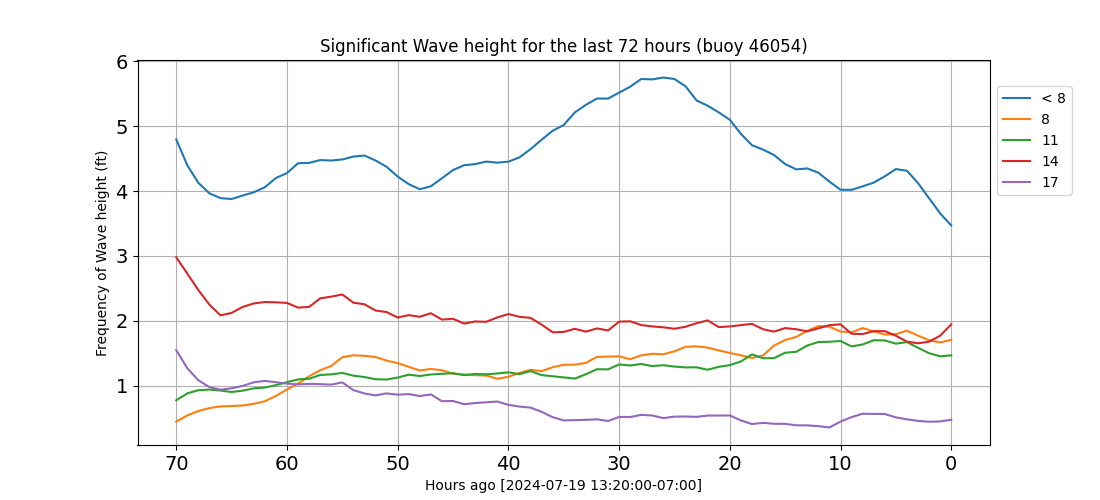 Significant Wave height for the last 72 hours (buoy 46054)
Frequency of Wave height (ft)
6
5
4
3
2
1
70 60 50 40 30 20 10 0
Hours ago [2024-07-19 13:20:00-07:00]
< 8
8
11
14
17